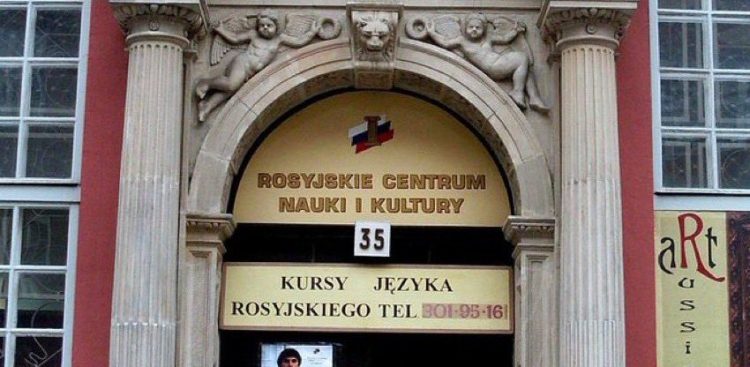 ROSYJSKIE CENTRUM
NAUKI I KULTURY
35
KURSY JĘZYKA
ROSYJSKIEGO TEL 301-95-16
aRt
Russi